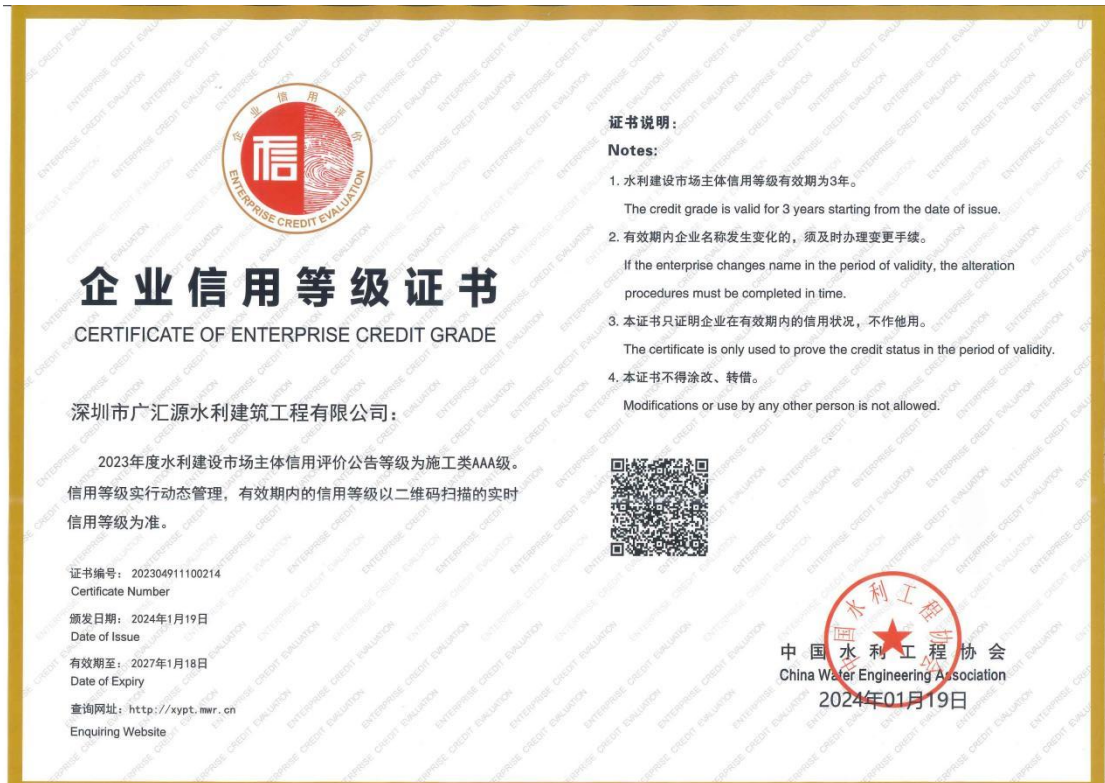 企业信用评价
信
ENTERPRISE CREDIT EVALUATION
企业信用等级证书
CERTIFICATE OF ENTERPRISE CREDIT GRADE
深圳市广汇源水利建筑工程有限公司：
2023年度水利建设市场主体信用评价公告等级为施工类AAA级。
信用等级实行动态管理，有效期内的信用等级以二维码扫描的实时
信用等级为准。
证书编号： 202304911100214
Certificate Number
颁发日期： 2024年1月19日
Date of Issue
有效期至： 2027年1月18日
Date of Expiry
查询网址：http://xypt.mwr.cn
Enquiring Website
证书说明：
Notes:
1. 水利建设市场主体信用等级有效期为3年。
The credit grade is valid for 3 years starting from the date of issue.
2. 有效期内企业名称发生变化的，须及时办理变更手续。
If the enterprise changes name in the period of validity, the alteration
procedures must be completed in time.
3. 本证书只证明企业在有效期内的信用状况，不作他用。
The certificate is only used to prove the credit status in the period of validity.
4. 本证书不得涂改、转借。
Modifications or use by any other person is not allowed.
中国水利工程协会
中国水利工程协会
China Water Engineering Association
2024年01月19日